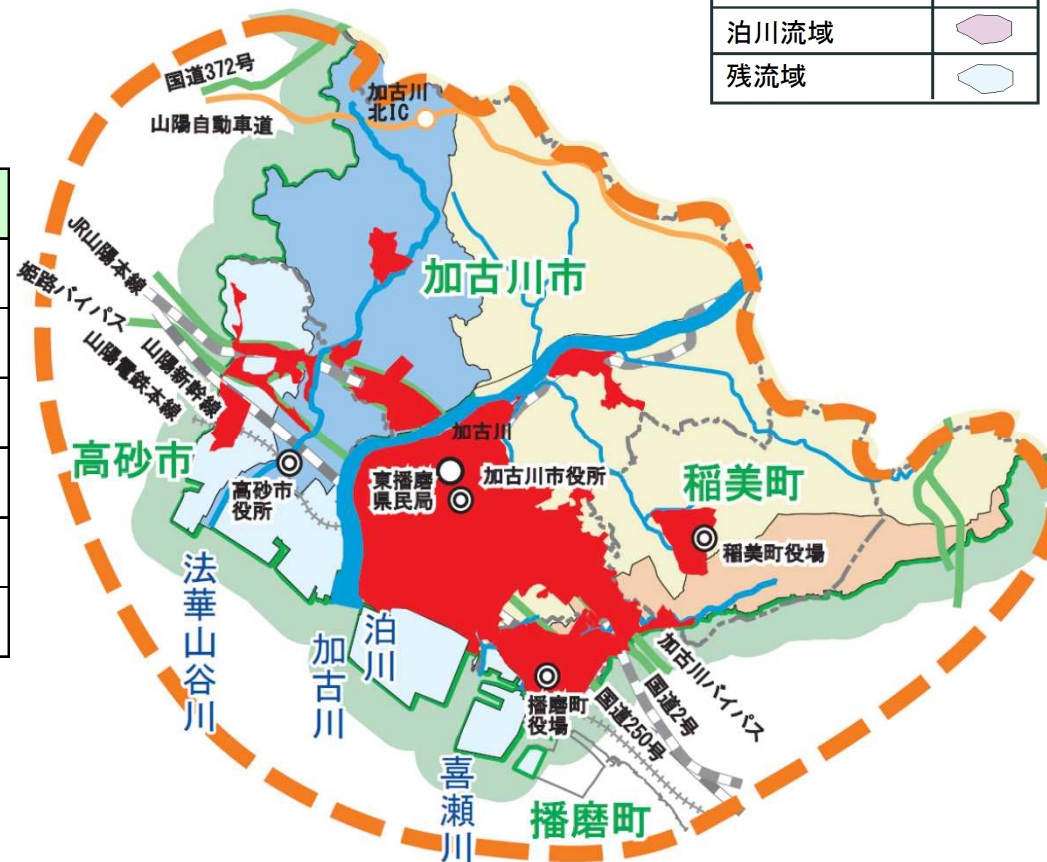 泊川流域
残流域
国道372号
加古川
北IC
山陽自動車道
JR山陽本線
姫路バイパス
山陽新幹線
山陽電鉄本線
加古川市
高砂市
加古川
東播磨
県民局
加古川市役所
稲美町
高砂市
役所
稲美町役場
法華山谷川
加古川
泊川
加古川バイパス
国道2号
国道250号
播磨町
役場
喜瀬川
播磨町